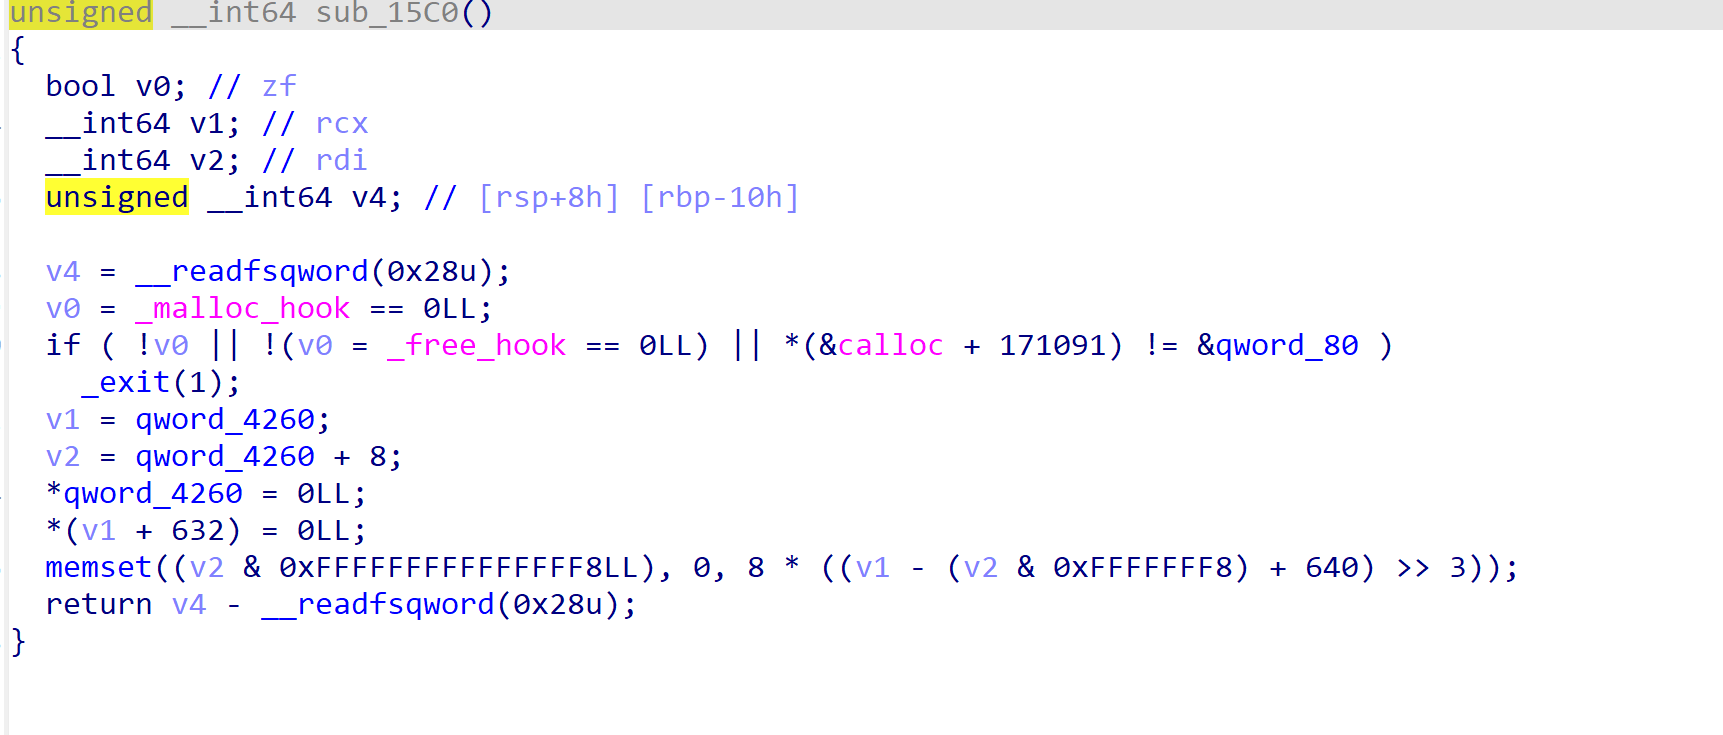 unsigned __int64 sub_15C0()
{
  bool v0; // zf
  __int64 v1; // rcx
  __int64 v2; // rdi
  unsigned __int64 v4; // [rsp+8h] [rbp-10h]

  v4 = __readfsqword(0x28u);
  v0 = _malloc_hook == 0LL;
  if ( !v0 || !(v0 = _free_hook == 0LL) || *(&calloc + 171091) != &qword_80 )
    _exit(1);
  v1 = qword_4260;
  v2 = qword_4260 + 8;
  *qword_4260 = 0LL;
  *(v1 + 632) = 0LL;
  memset((v2 & 0xFFFFFFFFFFFFFFF8LL), 0, 8 * ((v1 - (v2 & 0xFFFFFFF8) + 640) >> 3));
  return v4 - __readfsqword(0x28u);
}